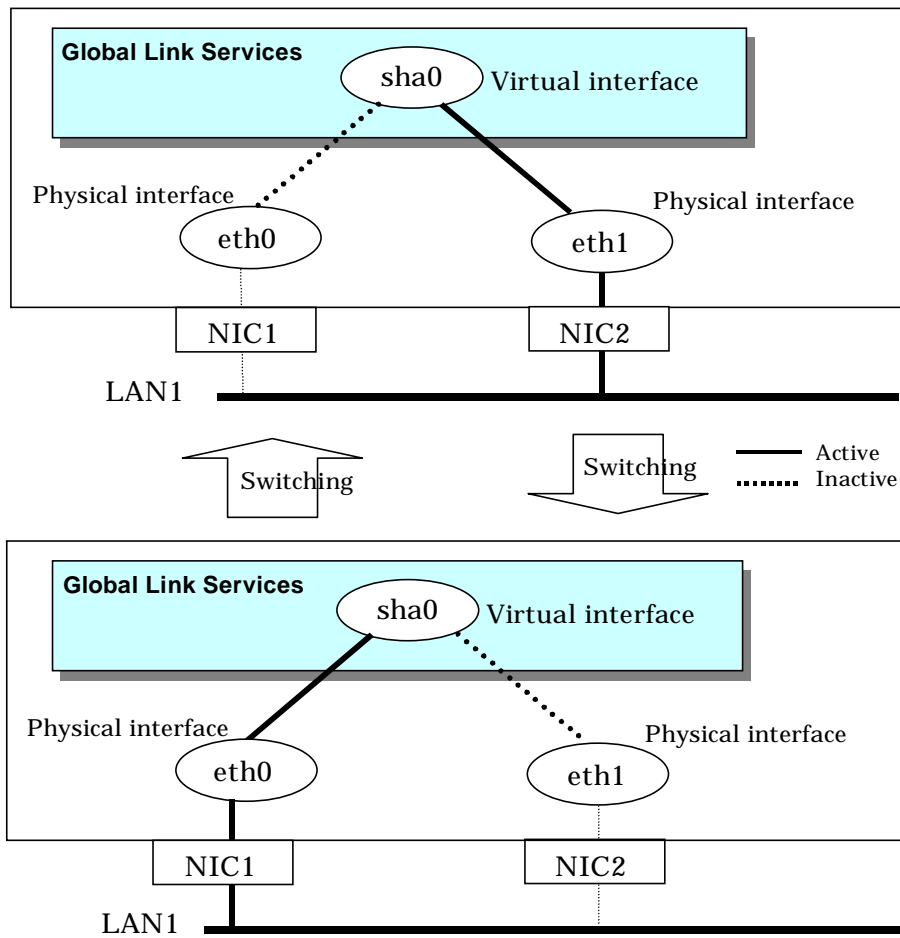 Global Link Services
sha0
Virtual interface
Physical interface
Physical interface
eth0
eth1
NIC1
NIC2
LAN1
Switching
Switching
Active
Inactive
Global Link Services
sha0
Virtual interface
Physical interface
Physical interface
eth0
eth1
NIC1
NIC2
LAN1